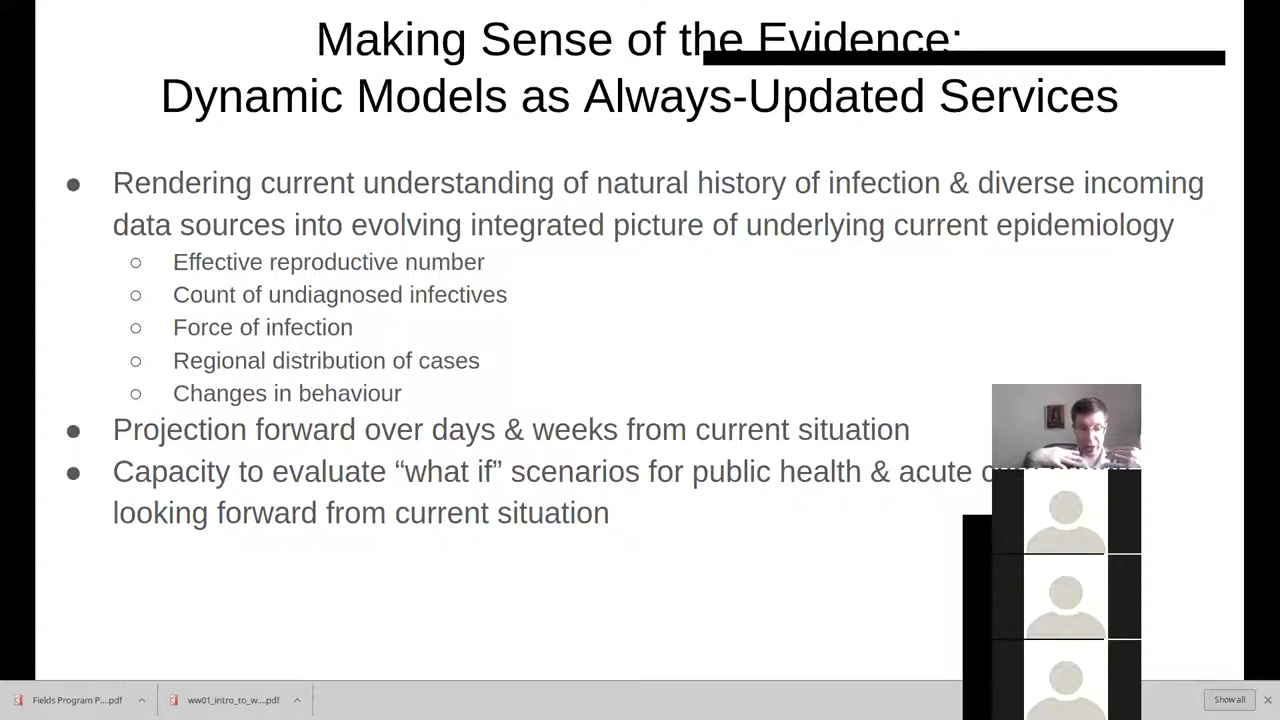 Making Sense of the Evidence:
Dynamic Models as Always-Updated Services
● Rendering current understanding of natural history of infection & diverse incoming
data sources into evolving integrated picture of underlying current epidemiology
○ Effective reproductive number
○ Count of undiagnosed infectives
○ Force of infection
○ Regional distribution of cases
○ Changes in behaviour
● Projection forward over days & weeks from current situation
● Capacity to evaluate “what if” scenarios for public health & acute
looking forward from current situation
Fields Program P....pdf
ww01_intro_to_w....pdf
Show all